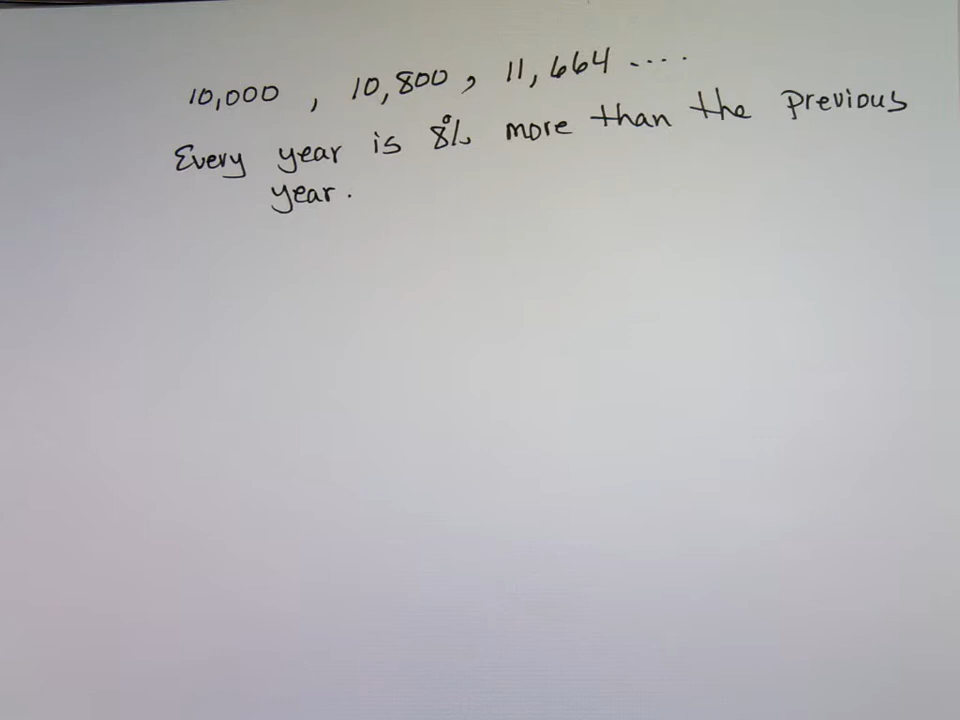 10,000 , 10,800 , 11,664 .....
Every year is 8% more than the previous
year.